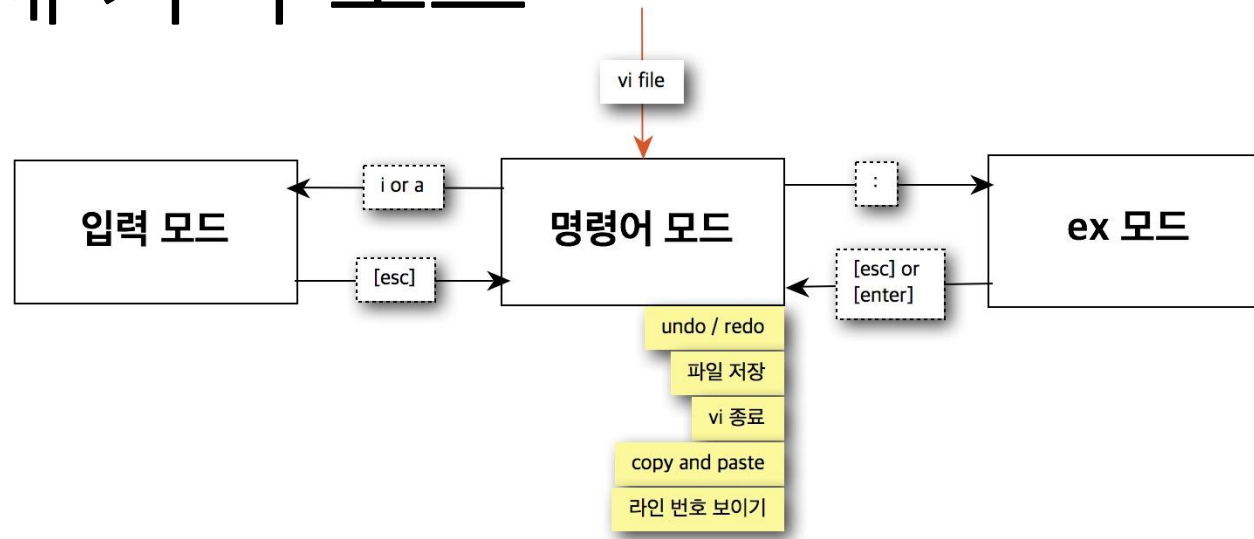 모드
vi file
입력 모드
i or a
[esc]
명령어 모드
:
[esc] or
[enter]
ex 모드
undo / redo
파일 저장
vi 종료
copy and paste
라인 번호 보이기